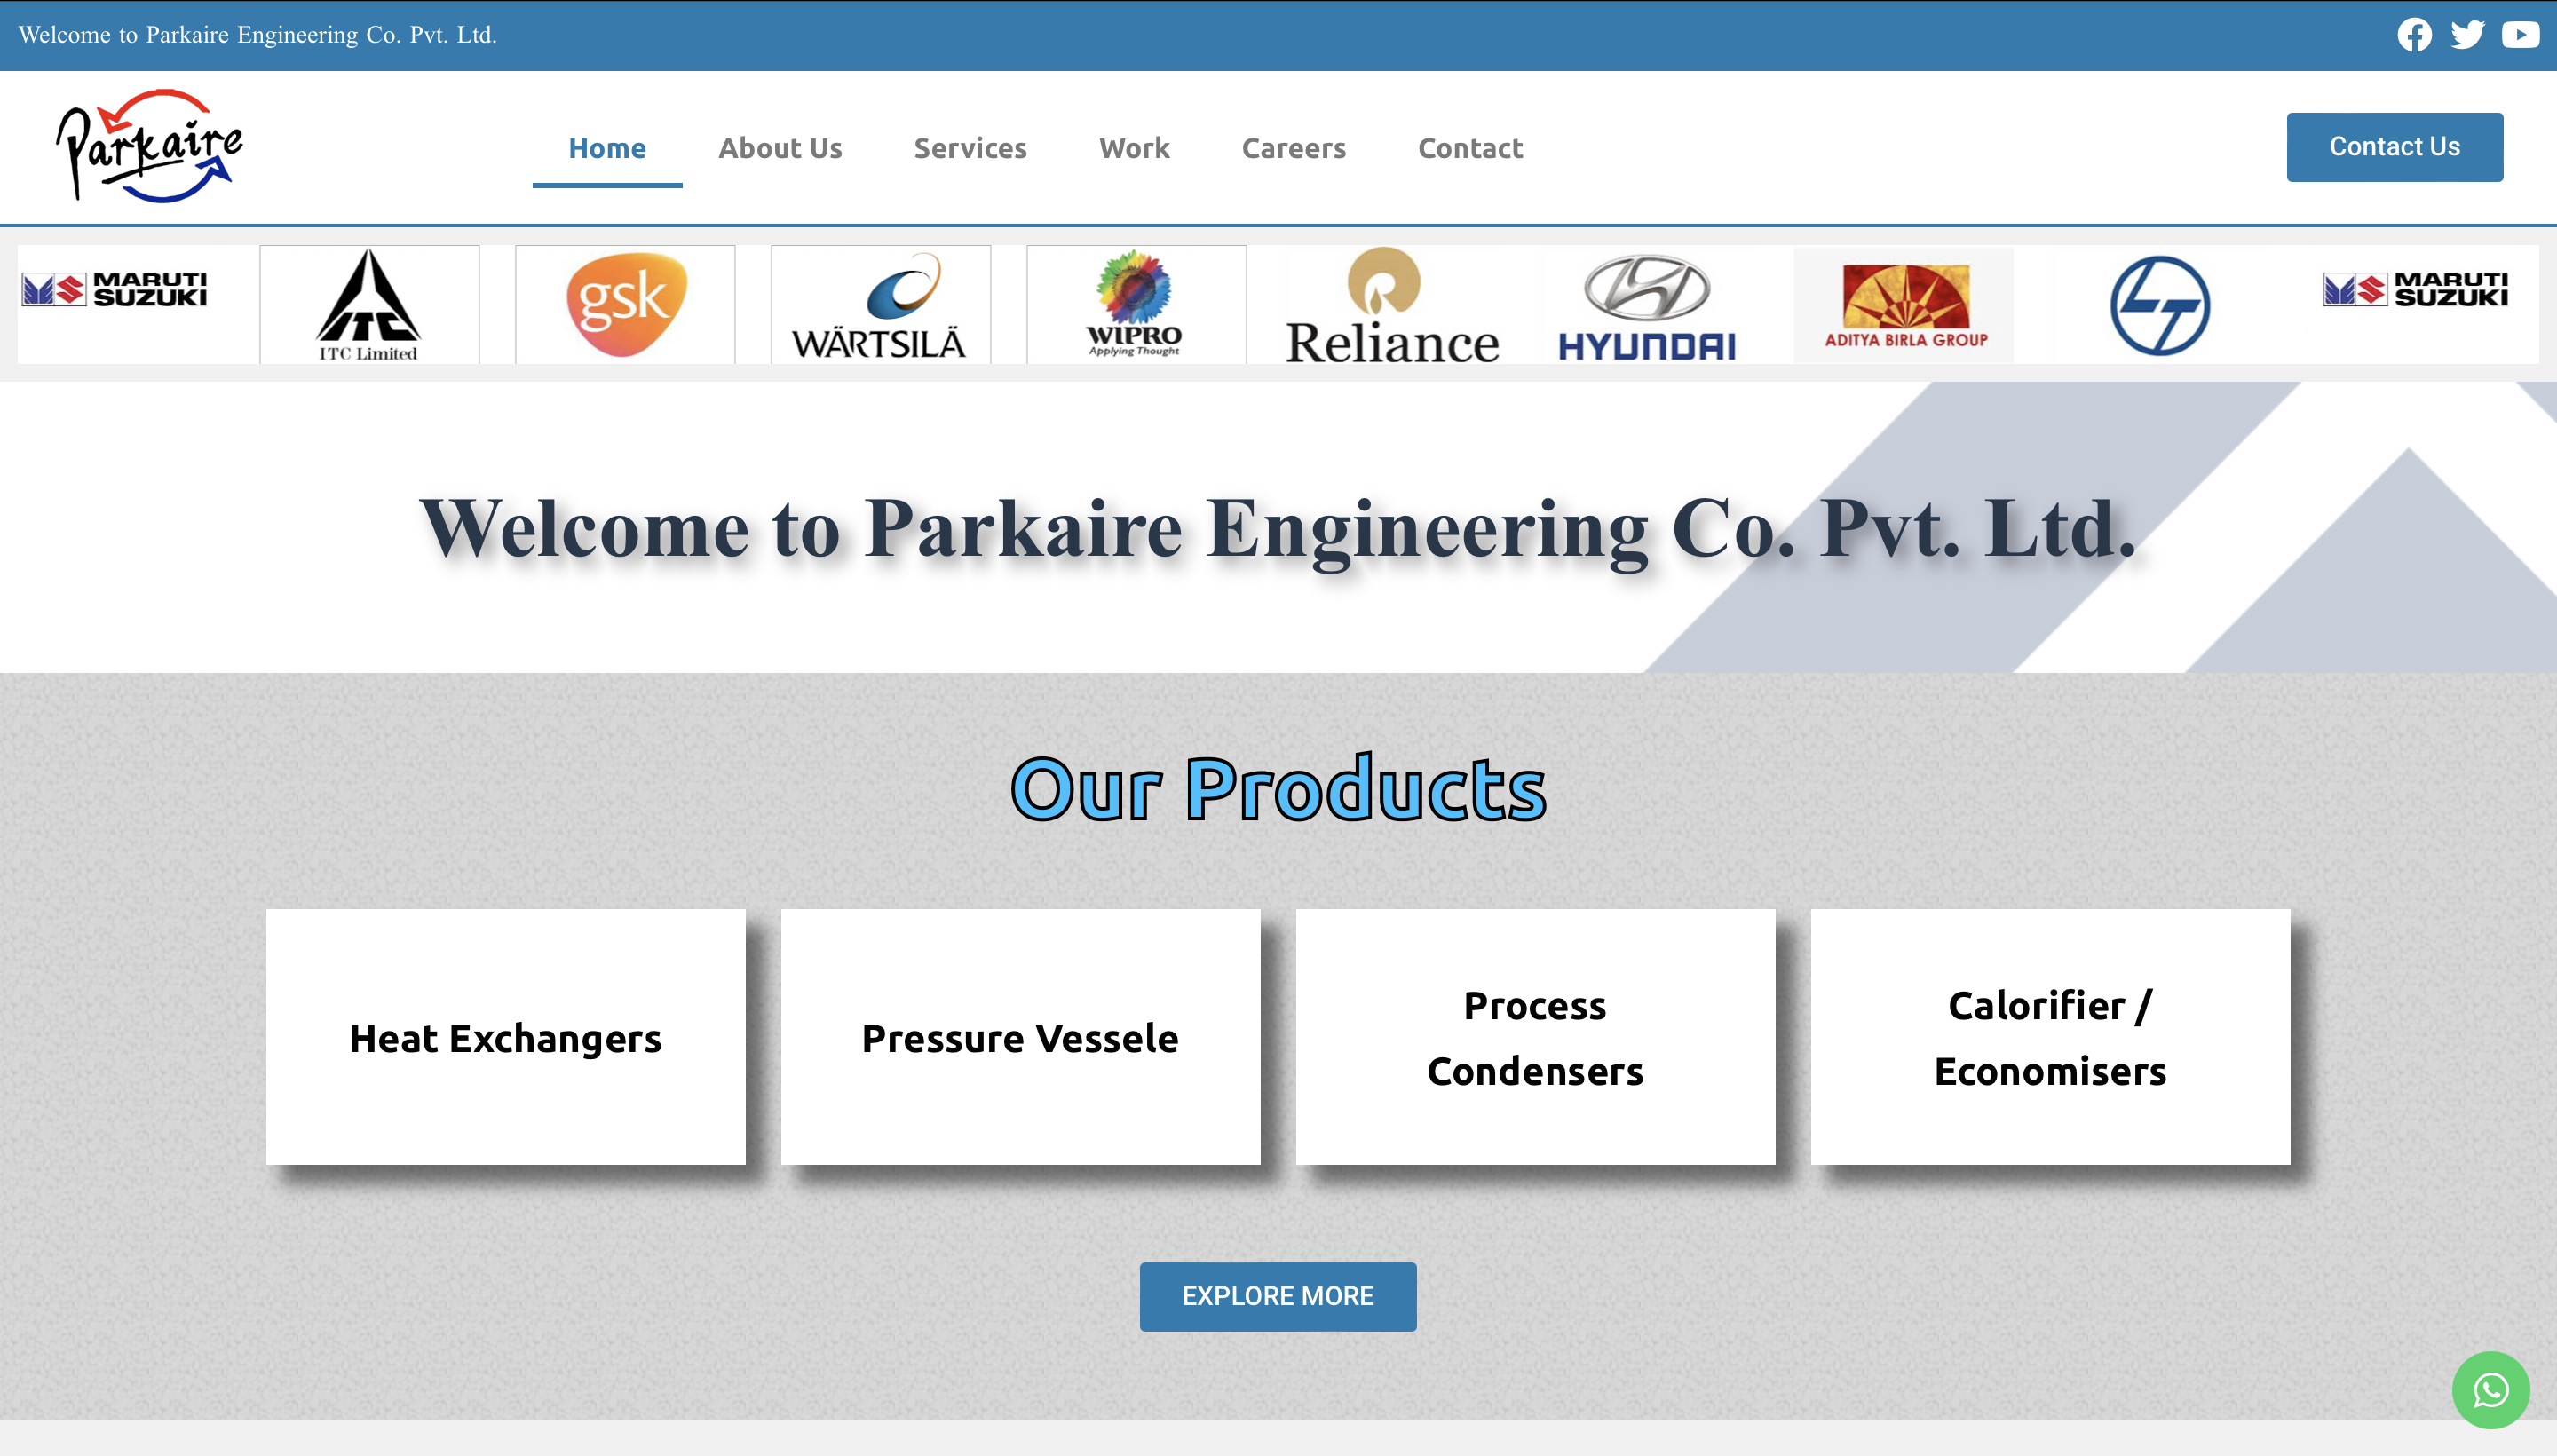 Welcome to Parkaire Engineering Co. Pvt. Ltd.
Parkaire
Home About Us Services Work Careers Contact
Contact Us
MARUTI
SUZUKI
ITC
ITC Limited
gsk
WÄRTSILÄ
WIPRO
Applying Thought
Reliance
HYUNDAI
ADITYA BIRLA GROUP
LT
MARUTI
SUZUKI
Welcome to Parkaire Engineering Co. Pvt. Ltd.
Our Products
Heat Exchangers
Pressure Vessele
Process
Condensers
Calorifier /
Economisers
EXPLORE MORE